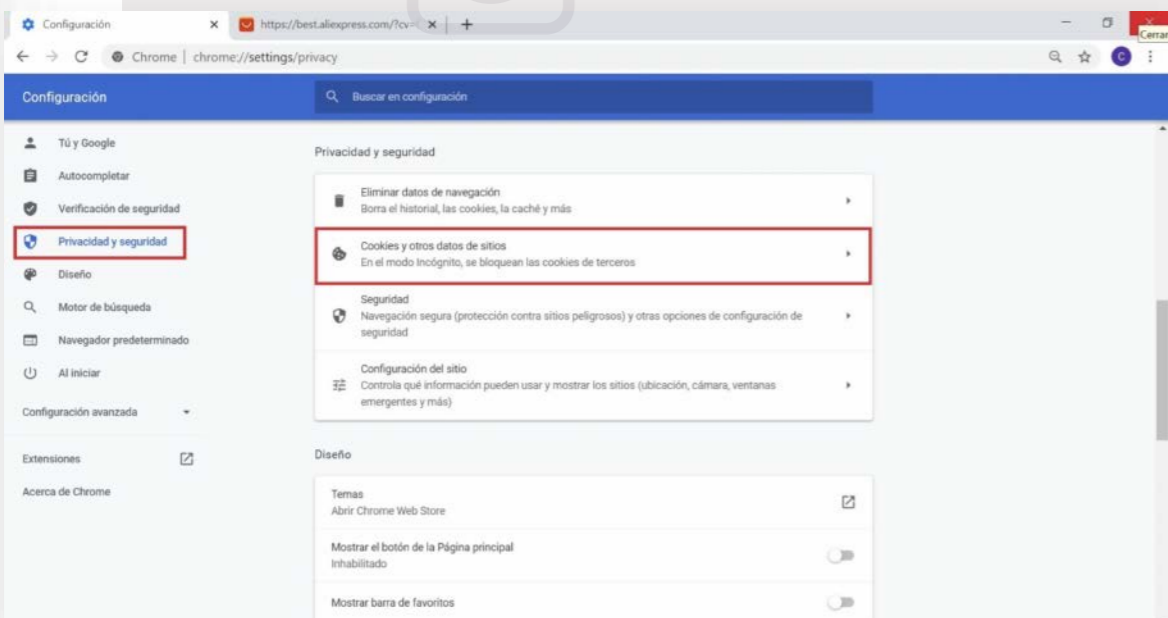 Configuración
https://best.aliexpress.com/?cv=
Cerrar
Chrome | chrome://settings/privacy
C
Configuración
Buscar en configuración
Tú y Google
Autocompletar
Verificación de seguridad
Privacidad y seguridad
Diseño
Motor de búsqueda
Navegador predeterminado
Al iniciar
Configuración avanzada
Extensiones
Acerca de Chrome
Privacidad y seguridad
Eliminar datos de navegación
Borra el historial, las cookies, la caché y más
Cookies y otros datos de sitios
En el modo Incógnito, se bloquean las cookies de terceros
Seguridad
Navegación segura (protección contra sitios peligrosos) y otras opciones de configuración de
seguridad
Configuración del sitio
Controla qué información pueden usar y mostrar los sitios (ubicación, cámara, ventanas
emergentes y más)
Diseño
Temas
Abrir Chrome Web Store
Mostrar el botón de la Página principal
Inhabilitado
Mostrar barra de favoritos